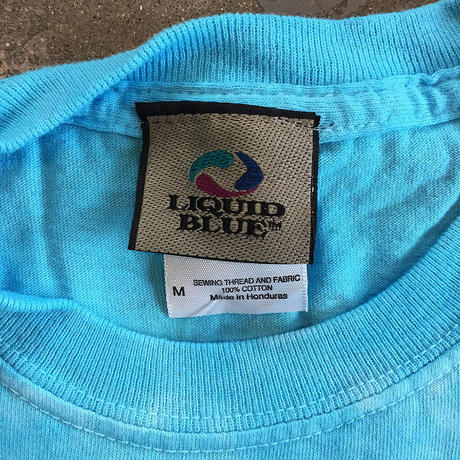 LIQUID
BLUE™
M
SEWING THREAD AND FABRIC
100% COTTON
Made in Honduras